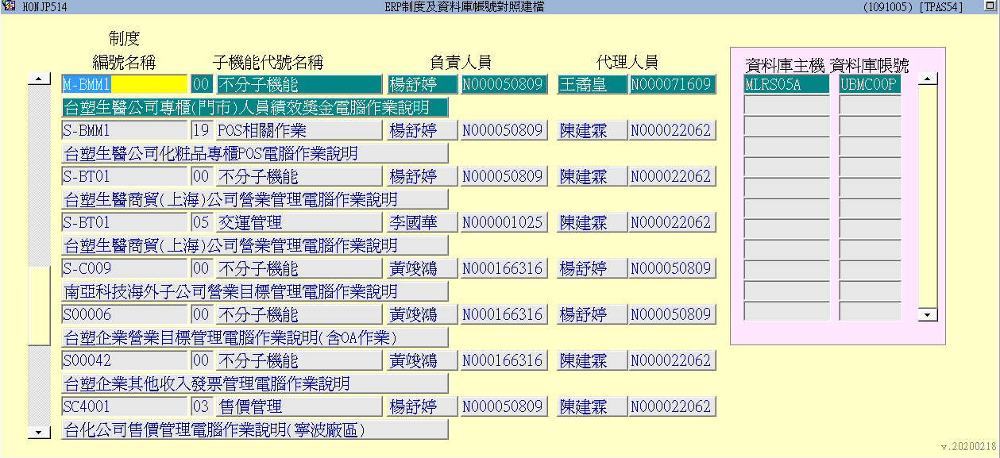 HONJP514 ERP制度及資料庫帳號對照建檔 (1091005) [TPAS54]
制度
編號名稱 子機能代號名稱 負責人員 代理人員 資料庫主機 資料庫帳號
M-BMM1 00 不分子機能 楊舒婷 N000050809 王矞皇 N000071609 MLRS05A UBMC00P
台塑生醫公司專櫃(門市)人員績效獎金電腦作業說明
S-BMM1 19 POS相關作業 楊舒婷 N000050809 陳建霖 N000022062
台塑生醫公司化粧品專櫃POS電腦作業說明
S-BT01 00 不分子機能 楊舒婷 N000050809 陳建霖 N000022062
台塑生醫商貿(上海)公司營業管理電腦作業說明
S-BT01 05 交運管理 李國華 N000001025 陳建霖 N000022062
台塑生醫商貿(上海)公司營業管理電腦作業說明
S-C009 00 不分子機能 黃竣鴻 N000166316 楊舒婷 N000050809
南亞科技海外子公司營業目標管理電腦作業說明
S00006 00 不分子機能 黃竣鴻 N000166316 楊舒婷 N000050809
台塑企業營業目標管理電腦作業說明(含OA作業)
S00042 00 不分子機能 黃竣鴻 N000166316 陳建霖 N000022062
台塑企業其他收入發票管理電腦作業說明
SC4001 03 售價管理 楊舒婷 N000050809 陳建霖 N000022062
台化公司售價管理電腦作業說明(寧波廠區)
v.20200218